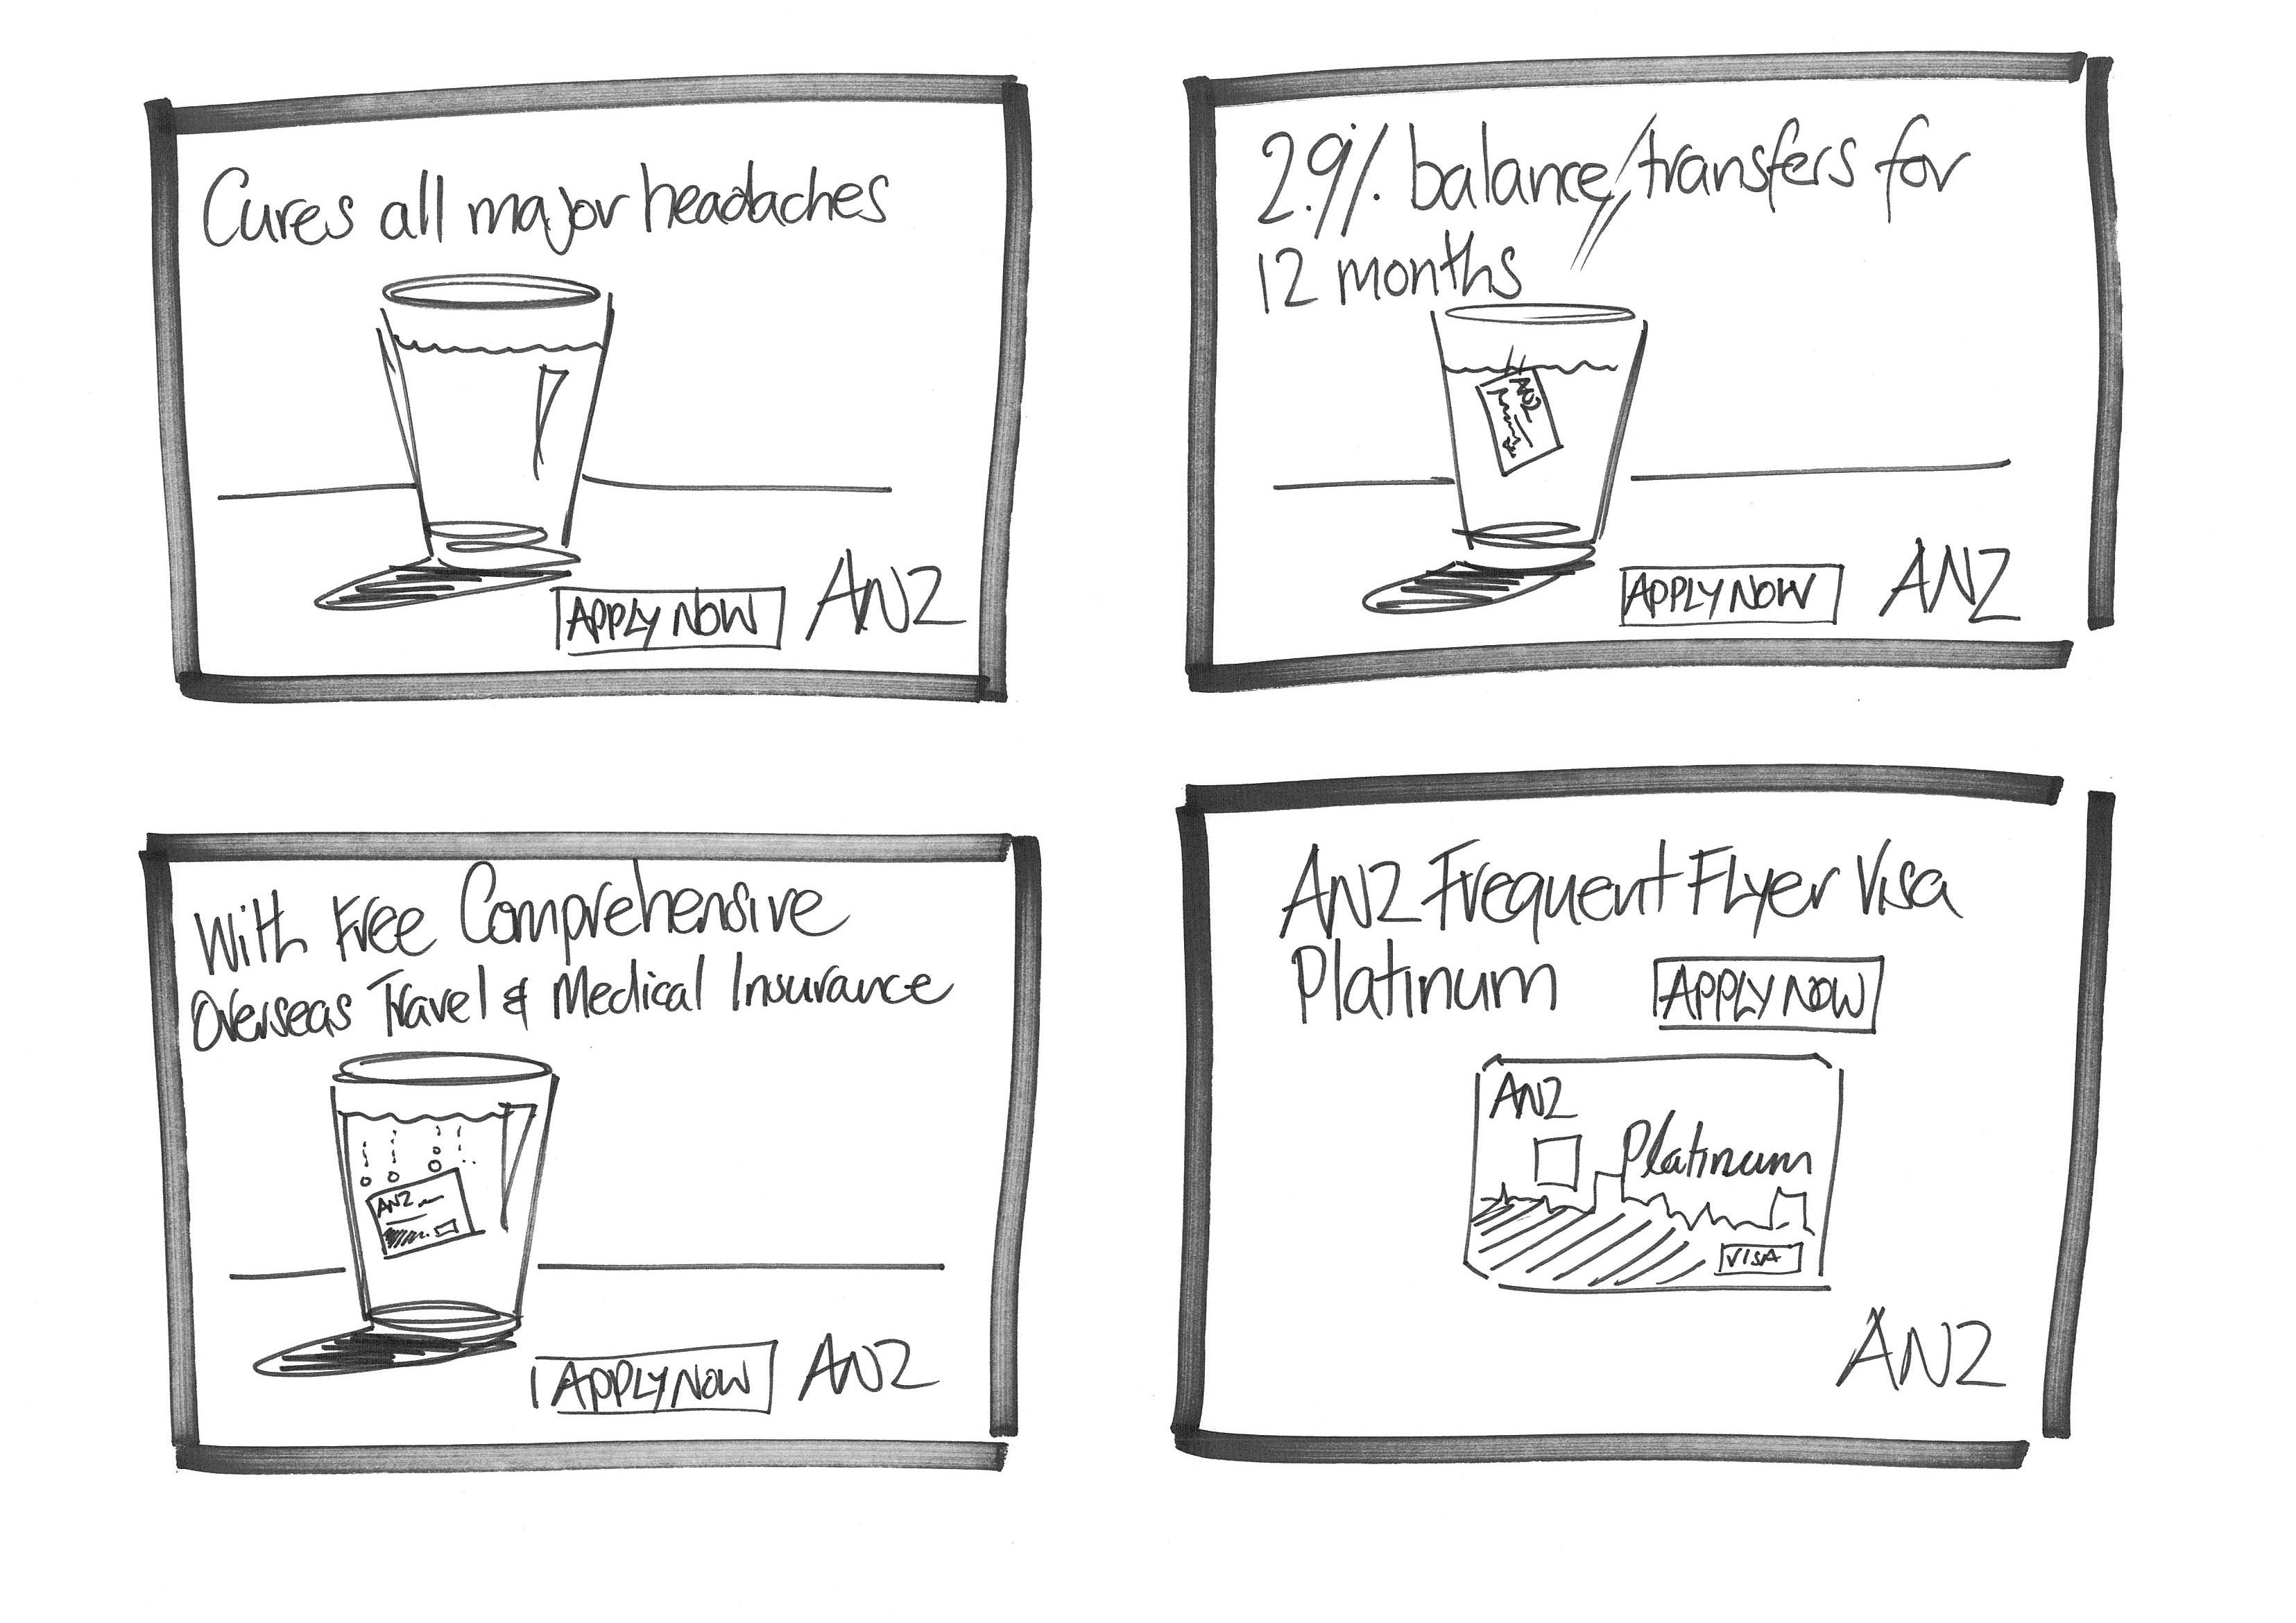 Cures all major headaches
APPLY NOW ANZ
2.9% balance transfers for
12 months
ANZ
APPLY NOW ANZ
With Free Comprehensive
Overseas Travel & Medical Insurance
ANZ
APPLY NOW ANZ
ANZ Frequent Flyer Visa
Platinum APPLY NOW
ANZ
Platinum
VISA
ANZ